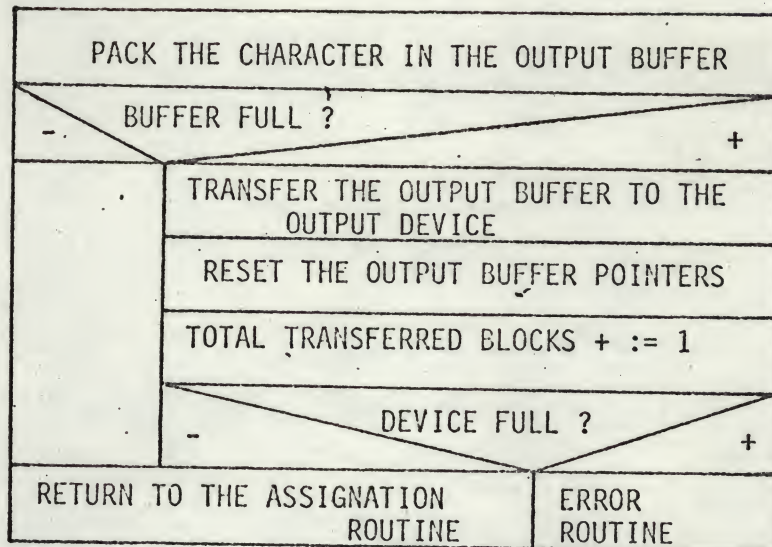 PACK THE CHARACTER IN THE OUTPUT BUFFER
BUFFER FULL ?
- +
TRANSFER THE OUTPUT BUFFER TO THE
OUTPUT DEVICE
RESET THE OUTPUT BUFFER POINTERS
TOTAL TRANSFERRED BLOCKS + := 1
DEVICE FULL ?
- +
RETURN TO THE ASSIGNATION
ROUTINE
ERROR
ROUTINE